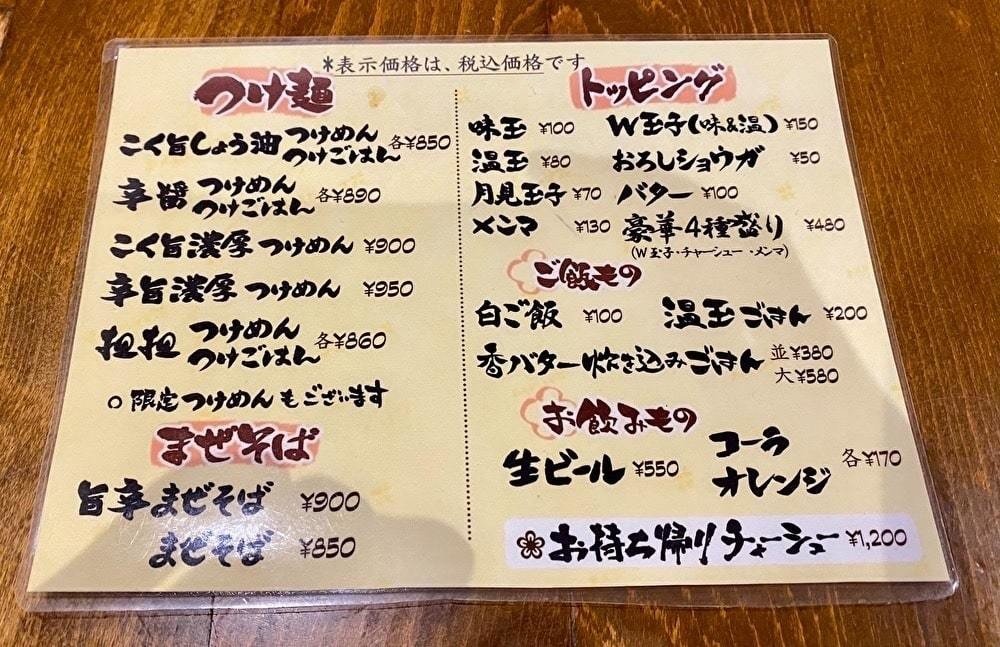 *表示価格は、税込価格です
つけ麺
こく旨しょう油 つけめん 各¥850
つけごはん
辛醤 つけめん 各¥890
つけごはん
こく旨濃厚 つけめん ¥900
辛旨濃厚 つけめん ¥950
担担 つけめん 各¥860
つけごはん
○ 限定つけめんもございます
まぜそば
旨辛まぜそば ¥900
まぜそば ¥850
トッピング
味玉 ¥100 W玉子(味&温) ¥150
温玉 ¥80 おろしショウガ ¥50
月見玉子 ¥70 バター ¥100
メンマ ¥130 豪華4種盛り ¥480
(W玉子・チャーシュー・メンマ)
ご飯もの
白ご飯 ¥100 温玉ごはん ¥200
香バター炊き込みごはん 並¥380
大¥580
お飲みもの
生ビール ¥550 コーラ 各¥170
オレンジ
お持ち帰りチャーシュー ¥1,200